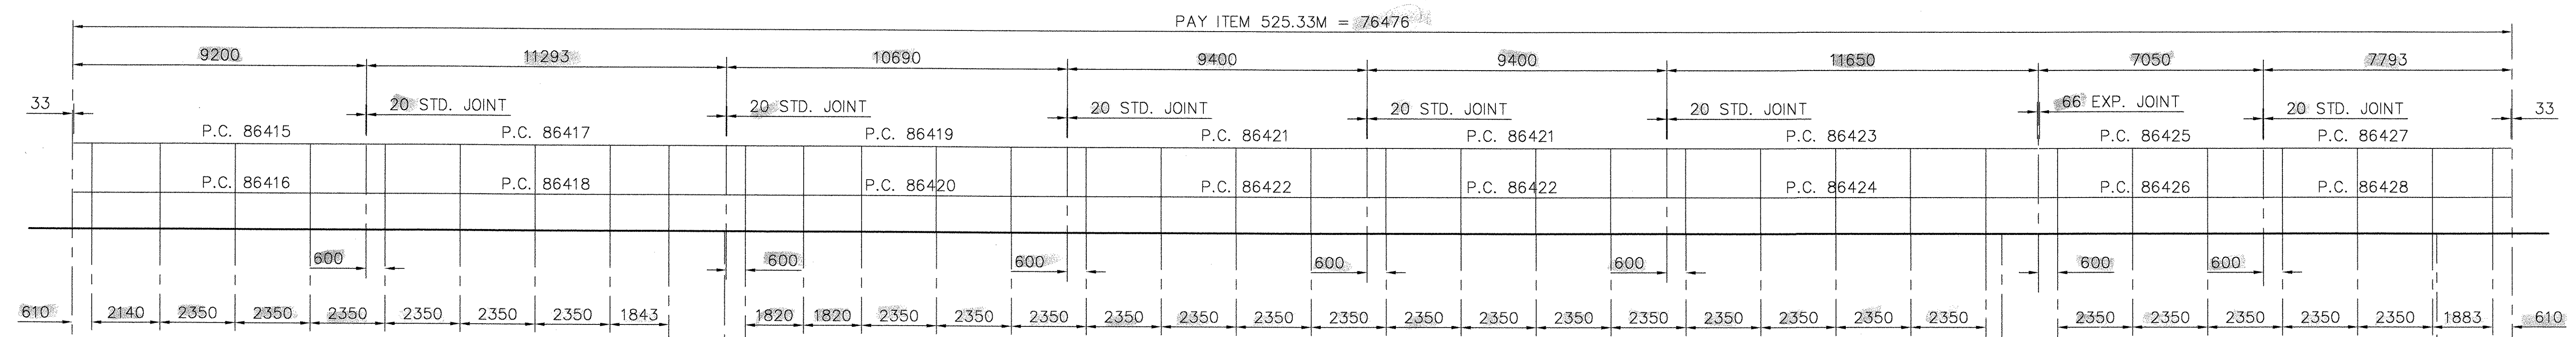 PAY ITEM 525.33M = 76476
9200 11293 10690 9400 9400 11650 7050 7793
33 20 STD. JOINT 20 STD. JOINT 20 STD. JOINT 20 STD. JOINT 20 STD. JOINT 66 EXP. JOINT 20 STD. JOINT 33
P.C. 86415 P.C. 86417 P.C. 86419 P.C. 86421 P.C. 86421 P.C. 86423 P.C. 86425 P.C. 86427
P.C. 86416 P.C. 86418 P.C. 86420 P.C. 86422 P.C. 86422 P.C. 86424 P.C. 86426 P.C. 86428
600 600 600 600 600 600 600
610 2140 2350 2350 2350 2350 2350 2350 1843 1820 1820 2350 2350 2350 2350 2350 2350 2350 2350 2350 2350 2350 2350 2350 2350 2350 2350 2350 2350 2350 2350 1883 610